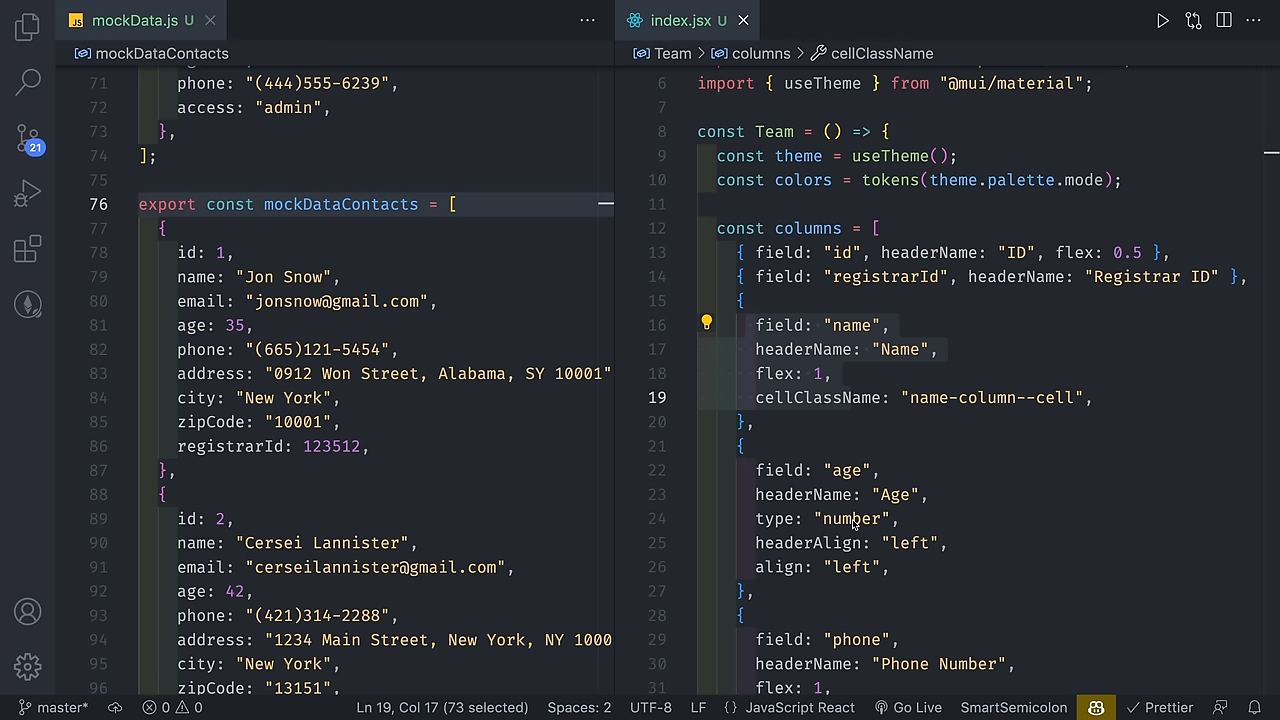 JS mockData.js U
mockDataContacts
71 phone: "(444)555-6239",
72 access: "admin",
73 },
74 ];
75
76 export const mockDataContacts = [
77 {
78 id: 1,
79 name: "Jon Snow",
80 email: "jonsnow@gmail.com",
81 age: 35,
82 phone: "(665)121-5454",
83 address: "0912 Won Street, Alabama, SY 10001"
84 city: "New York",
85 zipCode: "10001",
86 registrarId: 123512,
87 },
88 {
89 id: 2,
90 name: "Cersei Lannister",
91 email: "cerseilannister@gmail.com",
92 age: 42,
93 phone: "(421)314-2288",
94 address: "1234 Main Street, New York, NY 1000
95 city: "New York",
96 zipCode: "13151",
index.jsx U
Team > columns > cellClassName
6 import { useTheme } from "@mui/material";
7
8 const Team = () => {
9 const theme = useTheme();
10 const colors = tokens(theme.palette.mode);
11
12 const columns = [
13 { field: "id", headerName: "ID", flex: 0.5 },
14 { field: "registrarId", headerName: "Registrar ID" },
15 {
16 field: "name",
17 headerName: "Name",
18 flex: 1,
19 cellClassName: "name-column--cell",
20 },
21 {
22 field: "age",
23 headerName: "Age",
24 type: "number",
25 headerAlign: "left",
26 align: "left",
27 },
28 {
29 field: "phone",
30 headerName: "Phone Number",
31 flex: 1,
21
master* 0 0 Ln 19, Col 17 (73 selected) Spaces: 2 UTF-8 LF {} JavaScript React Go Live SmartSemicolon Prettier